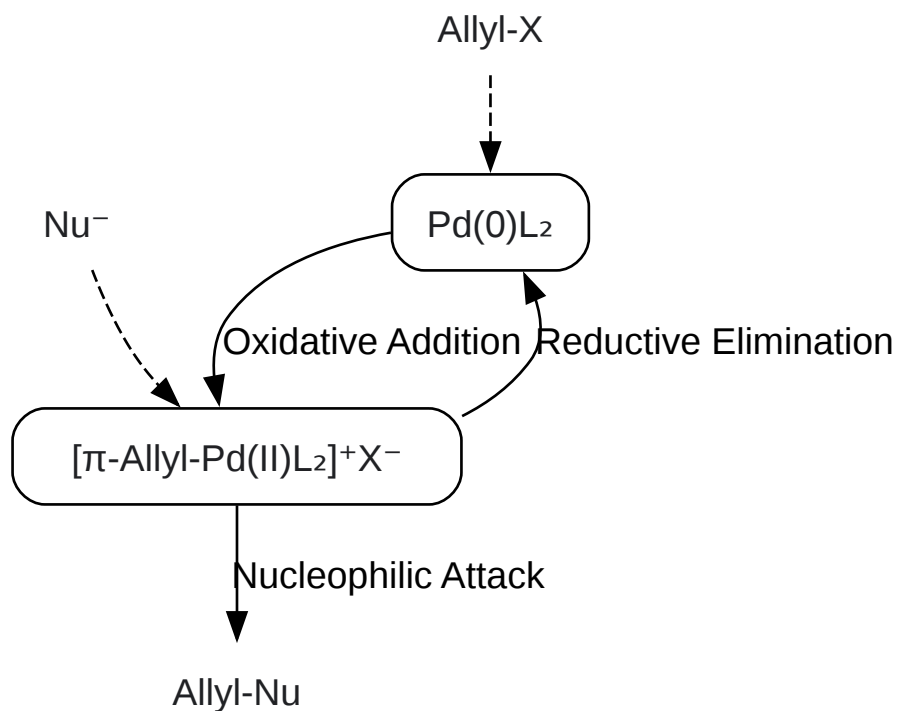 Allyl-X
Nu⁻
Pd(0)L₂
Oxidative Addition
Reductive Elimination
[π-Allyl-Pd(II)L₂]⁺X⁻
Nucleophilic Attack
Allyl-Nu